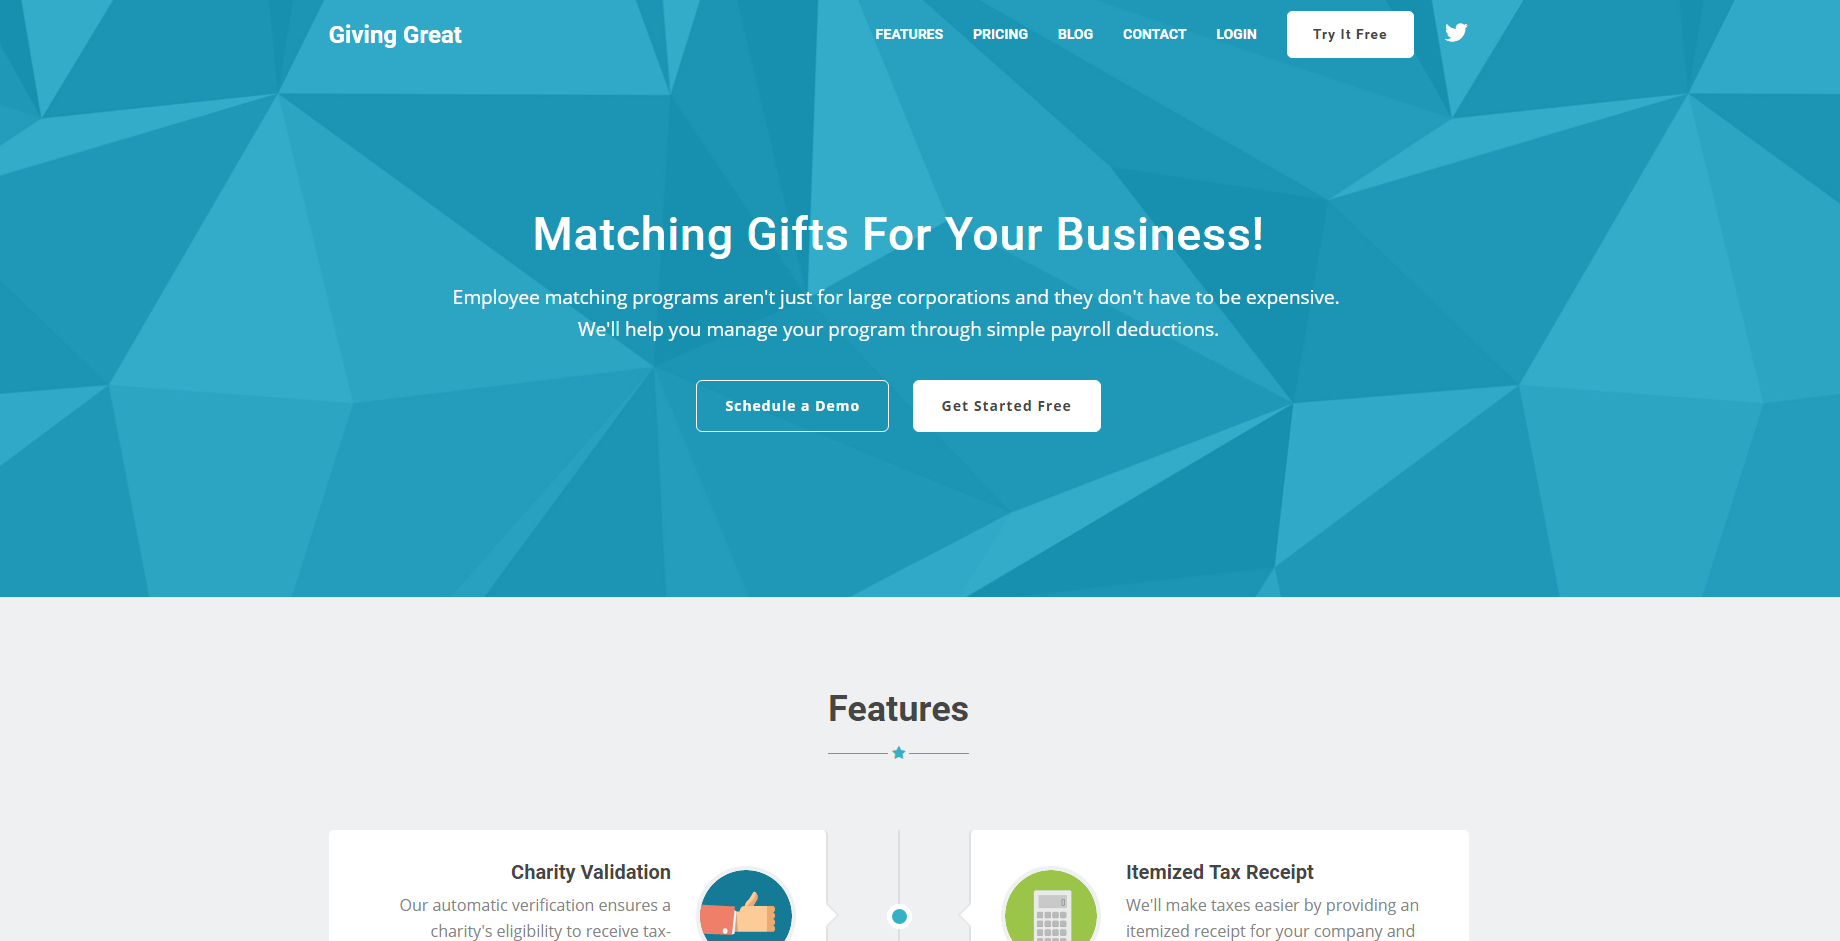 Giving Great
FEATURES PRICING BLOG CONTACT LOGIN Try It Free
Matching Gifts For Your Business!
Employee matching programs aren't just for large corporations and they don't have to be expensive.
We'll help you manage your program through simple payroll deductions.
Schedule a Demo Get Started Free
Features
Charity Validation
Our automatic verification ensures a
charity's eligibility to receive tax-
Itemized Tax Receipt
We'll make taxes easier by providing an
itemized receipt for your company and
0